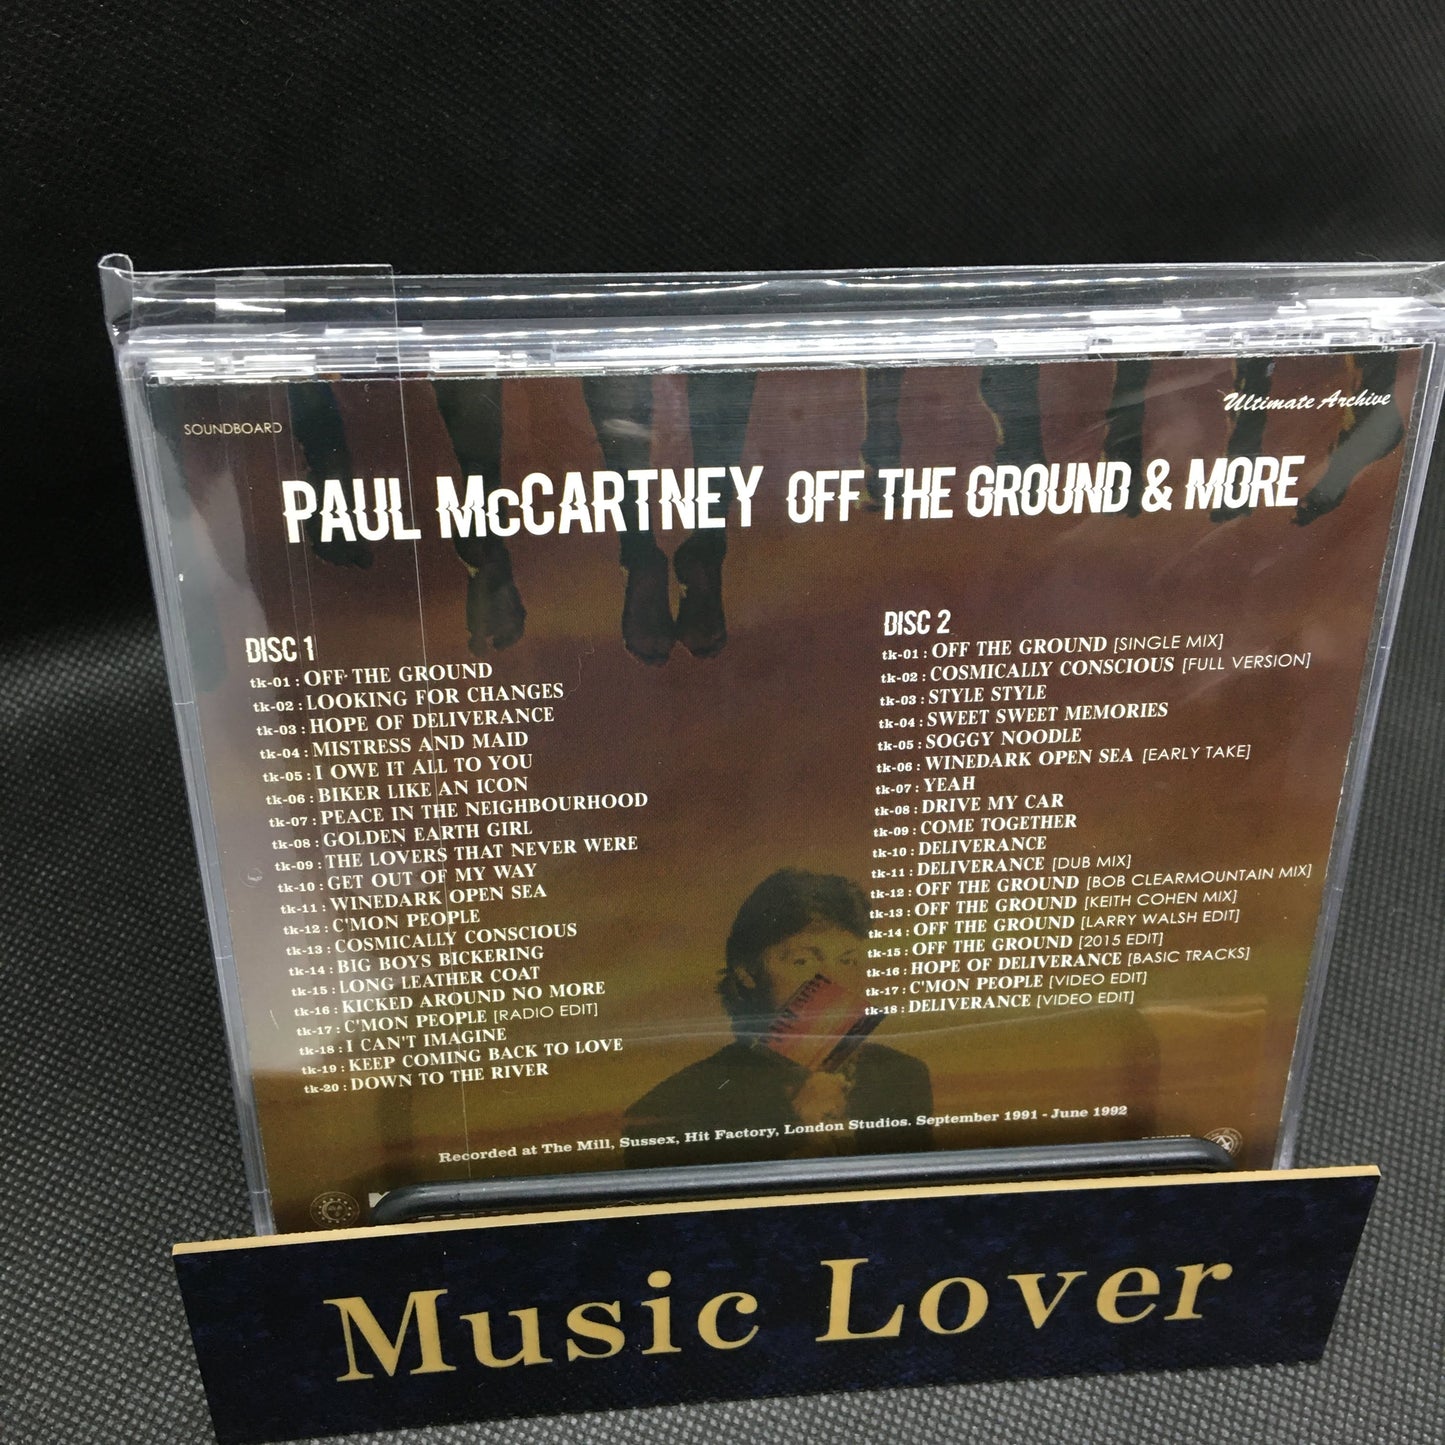 SOUNDBOARD
Ultimate Archive
PAUL McCARTNEY OFF THE GROUND & MORE
DISC 1
tk-01 : OFF THE GROUND
tk-02 : LOOKING FOR CHANGES
tk-03 : HOPE OF DELIVERANCE
tk-04 : MISTRESS AND MAID
tk-05 : I OWE IT ALL TO YOU
tk-06 : BIKER LIKE AN ICON
tk-07 : PEACE IN THE NEIGHBOURHOOD
tk-08 : GOLDEN EARTH GIRL
tk-09 : THE LOVERS THAT NEVER WERE
tk-10 : GET OUT OF MY WAY
tk-11 : WINEDARK OPEN SEA
tk-12 : C'MON PEOPLE
tk-13 : COSMICALLY CONSCIOUS
tk-14 : BIG BOYS BICKERING
tk-15 : LONG LEATHER COAT
tk-16 : KICKED AROUND NO MORE
tk-17 : C'MON PEOPLE [RADIO EDIT]
tk-18 : I CAN'T IMAGINE
tk-19 : KEEP COMING BACK TO LOVE
tk-20 : DOWN TO THE RIVER
DISC 2
tk-01 : OFF THE GROUND [SINGLE MIX]
tk-02 : COSMICALLY CONSCIOUS [FULL VERSION]
tk-03 : STYLE STYLE
tk-04 : SWEET SWEET MEMORIES
tk-05 : SOGGY NOODLE
tk-06 : WINEDARK OPEN SEA [EARLY TAKE]
tk-07 : YEAH
tk-08 : DRIVE MY CAR
tk-09 : COME TOGETHER
tk-10 : DELIVERANCE
tk-11 : DELIVERANCE [DUB MIX]
tk-12 : OFF THE GROUND [BOB CLEARMOUNTAIN MIX]
tk-13 : OFF THE GROUND [KEITH COHEN MIX]
tk-14 : OFF THE GROUND [LARRY WALSH EDIT]
tk-15 : OFF THE GROUND [2015 EDIT]
tk-16 : HOPE OF DELIVERANCE [BASIC TRACKS]
tk-17 : C'MON PEOPLE [VIDEO EDIT]
tk-18 : DELIVERANCE [VIDEO EDIT]
Recorded at The Mill, Sussex, Hit Factory, London Studios. September 1991 - June 1992
Music Lover